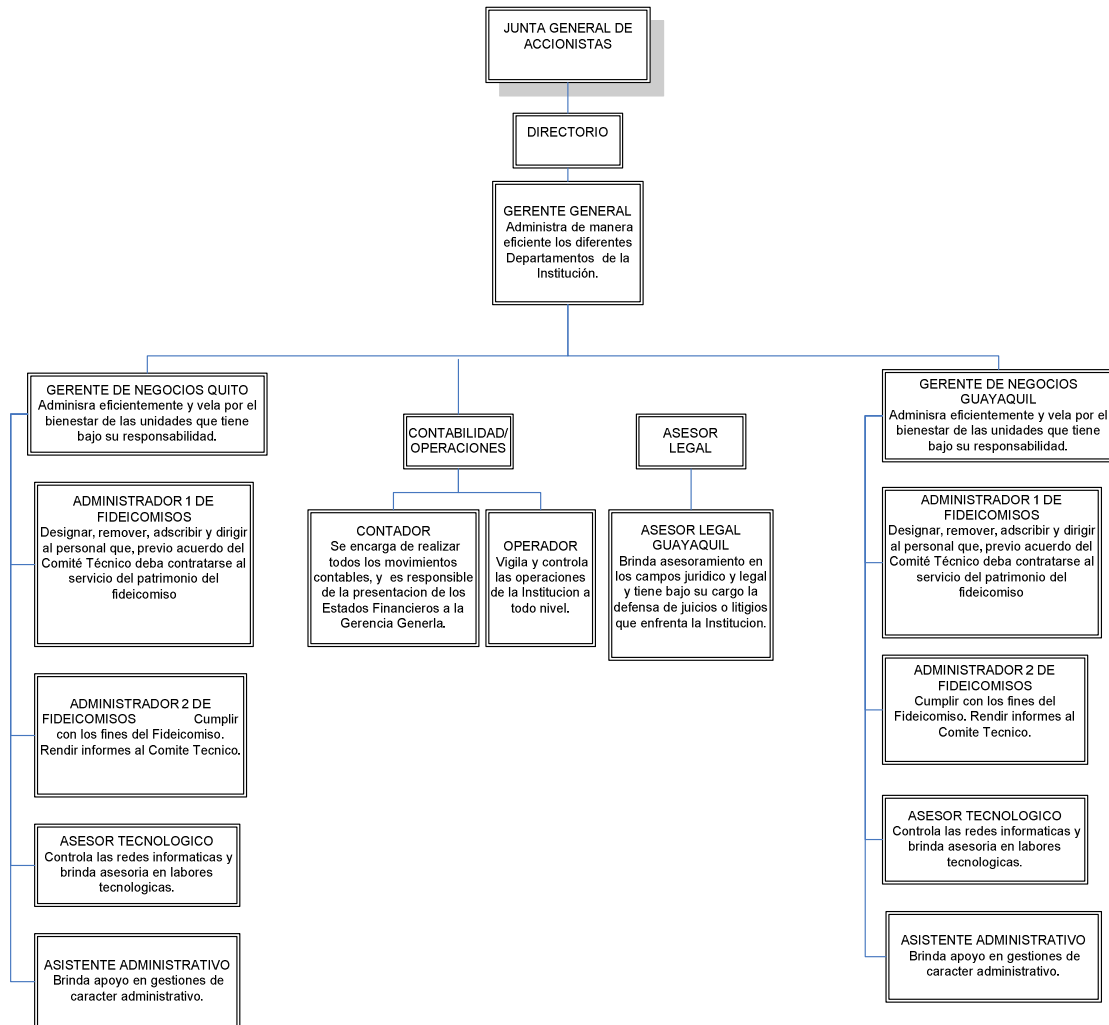 JUNTA GENERAL DE
ACCIONISTAS
DIRECTORIO
GERENTE GENERAL
Administra de manera
eficiente los diferentes
Departamentos de la
Institución.
GERENTE DE NEGOCIOS QUITO
Adminisra eficientemente y vela por el
bienestar de las unidades que tiene
bajo su responsabilidad.
ADMINISTRADOR 1 DE
FIDEICOMISOS
Designar, remover, adscribir y dirigir
al personal que, previo acuerdo del
Comité Técnico deba contratarse al
servicio del patrimonio del
fideicomiso
ADMINISTRADOR 2 DE
FIDEICOMISOS Cumplir
con los fines del Fideicomiso.
Rendir informes al Comite Tecnico.
ASESOR TECNOLOGICO
Controla las redes informaticas y
brinda asesoria en labores
tecnologicas.
ASISTENTE ADMINISTRATIVO
Brinda apoyo en gestiones de
caracter administrativo.
CONTABILIDAD/
OPERACIONES
CONTADOR
Se encarga de realizar
todos los movimientos
contables, y es responsible
de la presentacion de los
Estados Financieros a la
Gerencia Generla.
OPERADOR
Vigila y controla
las operaciones
de la Institucion a
todo nivel.
ASESOR
LEGAL
ASESOR LEGAL
GUAYAQUIL
Brinda asesoramiento en
los campos juridico y legal
y tiene bajo su cargo la
defensa de juicios o litigios
que enfrenta la Institucion.
GERENTE DE NEGOCIOS
GUAYAQUIL
Adminisra eficientemente y vela por el
bienestar de las unidades que tiene
bajo su responsabilidad.
ADMINISTRADOR 1 DE
FIDEICOMISOS
Designar, remover, adscribir y dirigir
al personal que, previo acuerdo del
Comité Técnico deba contratarse al
servicio del patrimonio del
fideicomiso
ADMINISTRADOR 2 DE
FIDEICOMISOS
Cumplir con los fines del
Fideicomiso. Rendir informes al
Comite Tecnico.
ASESOR TECNOLOGICO
Controla las redes informaticas y
brinda asesoria en labores
tecnologicas.
ASISTENTE ADMINISTRATIVO
Brinda apoyo en gestiones de
caracter administrativo.